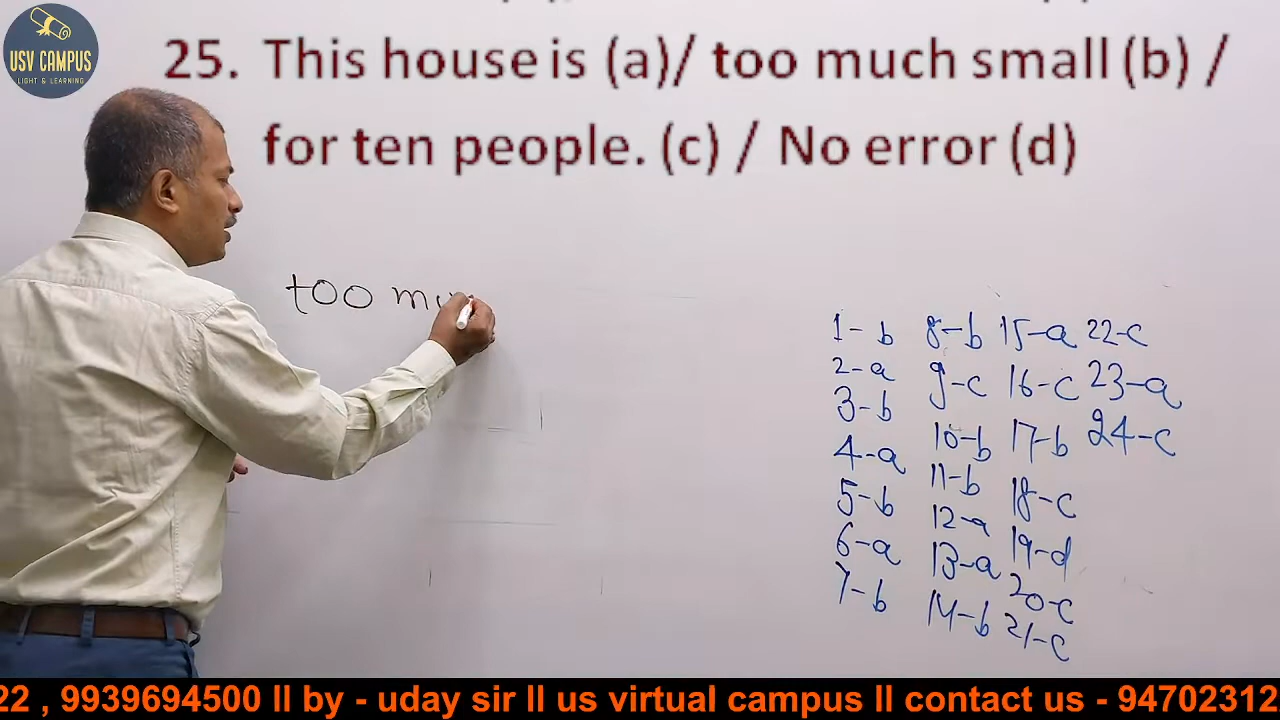 USV CAMPUS
LIGHT & LEARNING
25. This house is (a)/ too much small (b) /
for ten people. (c) / No error (d)
too mu
1-b 8-b 15-a 22-c
2-a 9-c 16-c 23-a
3-b 10-b 17-b 24-c
4-a 11-b 18-c
5-b 12-a 19-d
6-a 13-a 20-c
7-b 14-b 21-c
22 , 9939694500 ll by - uday sir ll us virtual campus ll contact us - 94702312